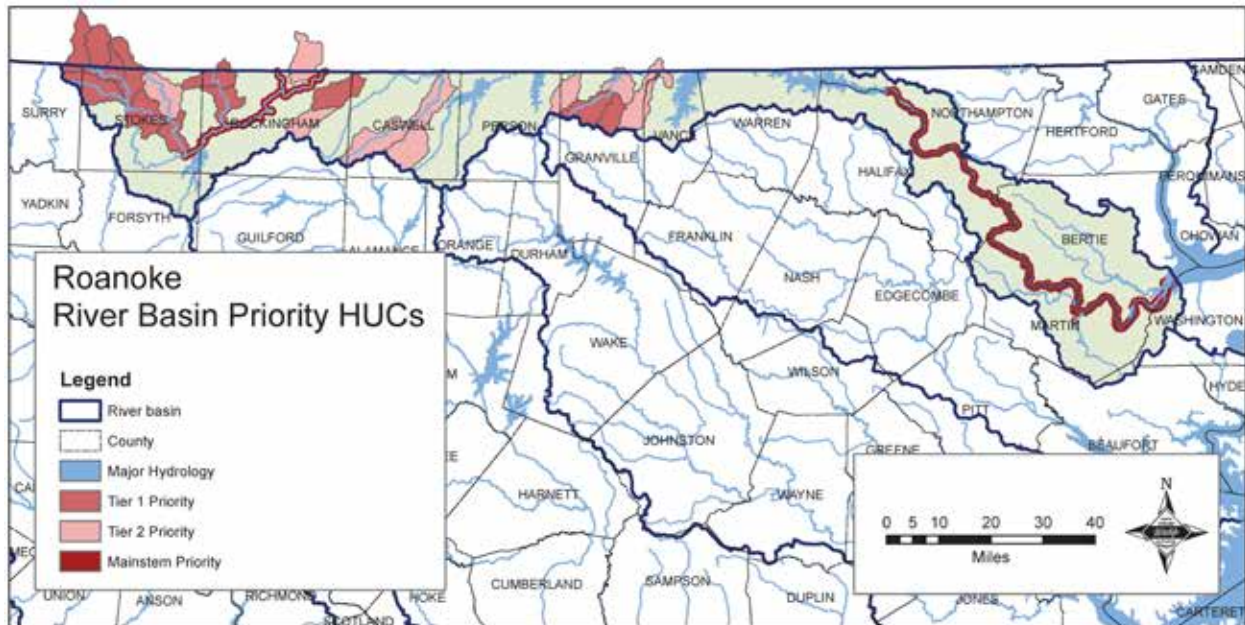 CAMDEN
SURRY
STOKES
ROCKINGHAM
CASWELL
PERSON
VANCE
WARREN
NORTHAMPTON
GATES
HERTFORD
GRANVILLE
HALIFAX
PERQUIMANS
YADKIN
FORSYTH
GUILFORD
ALAMANCE
ORANGE
DURHAM
FRANKLIN
BERTIE
CHOWAN
NASH
EDGECOMBE
MARTIN
WASHINGTON
Roanoke
River Basin Priority HUCs
Legend
River basin
County
Major Hydrology
Tier 1 Priority
Tier 2 Priority
Mainstem Priority
WAKE
WILSON
HYDE
PITT
JOHNSTON
BEAUFORT
GREENE
HARNETT
WAYNE
N
0 5 10 20 30 40
Miles
CUMBERLAND
SAMPSON
DUPLIN
JONES
CARTERET
UNION
ANSON
RICHMOND
HOKE
SCOTLAND